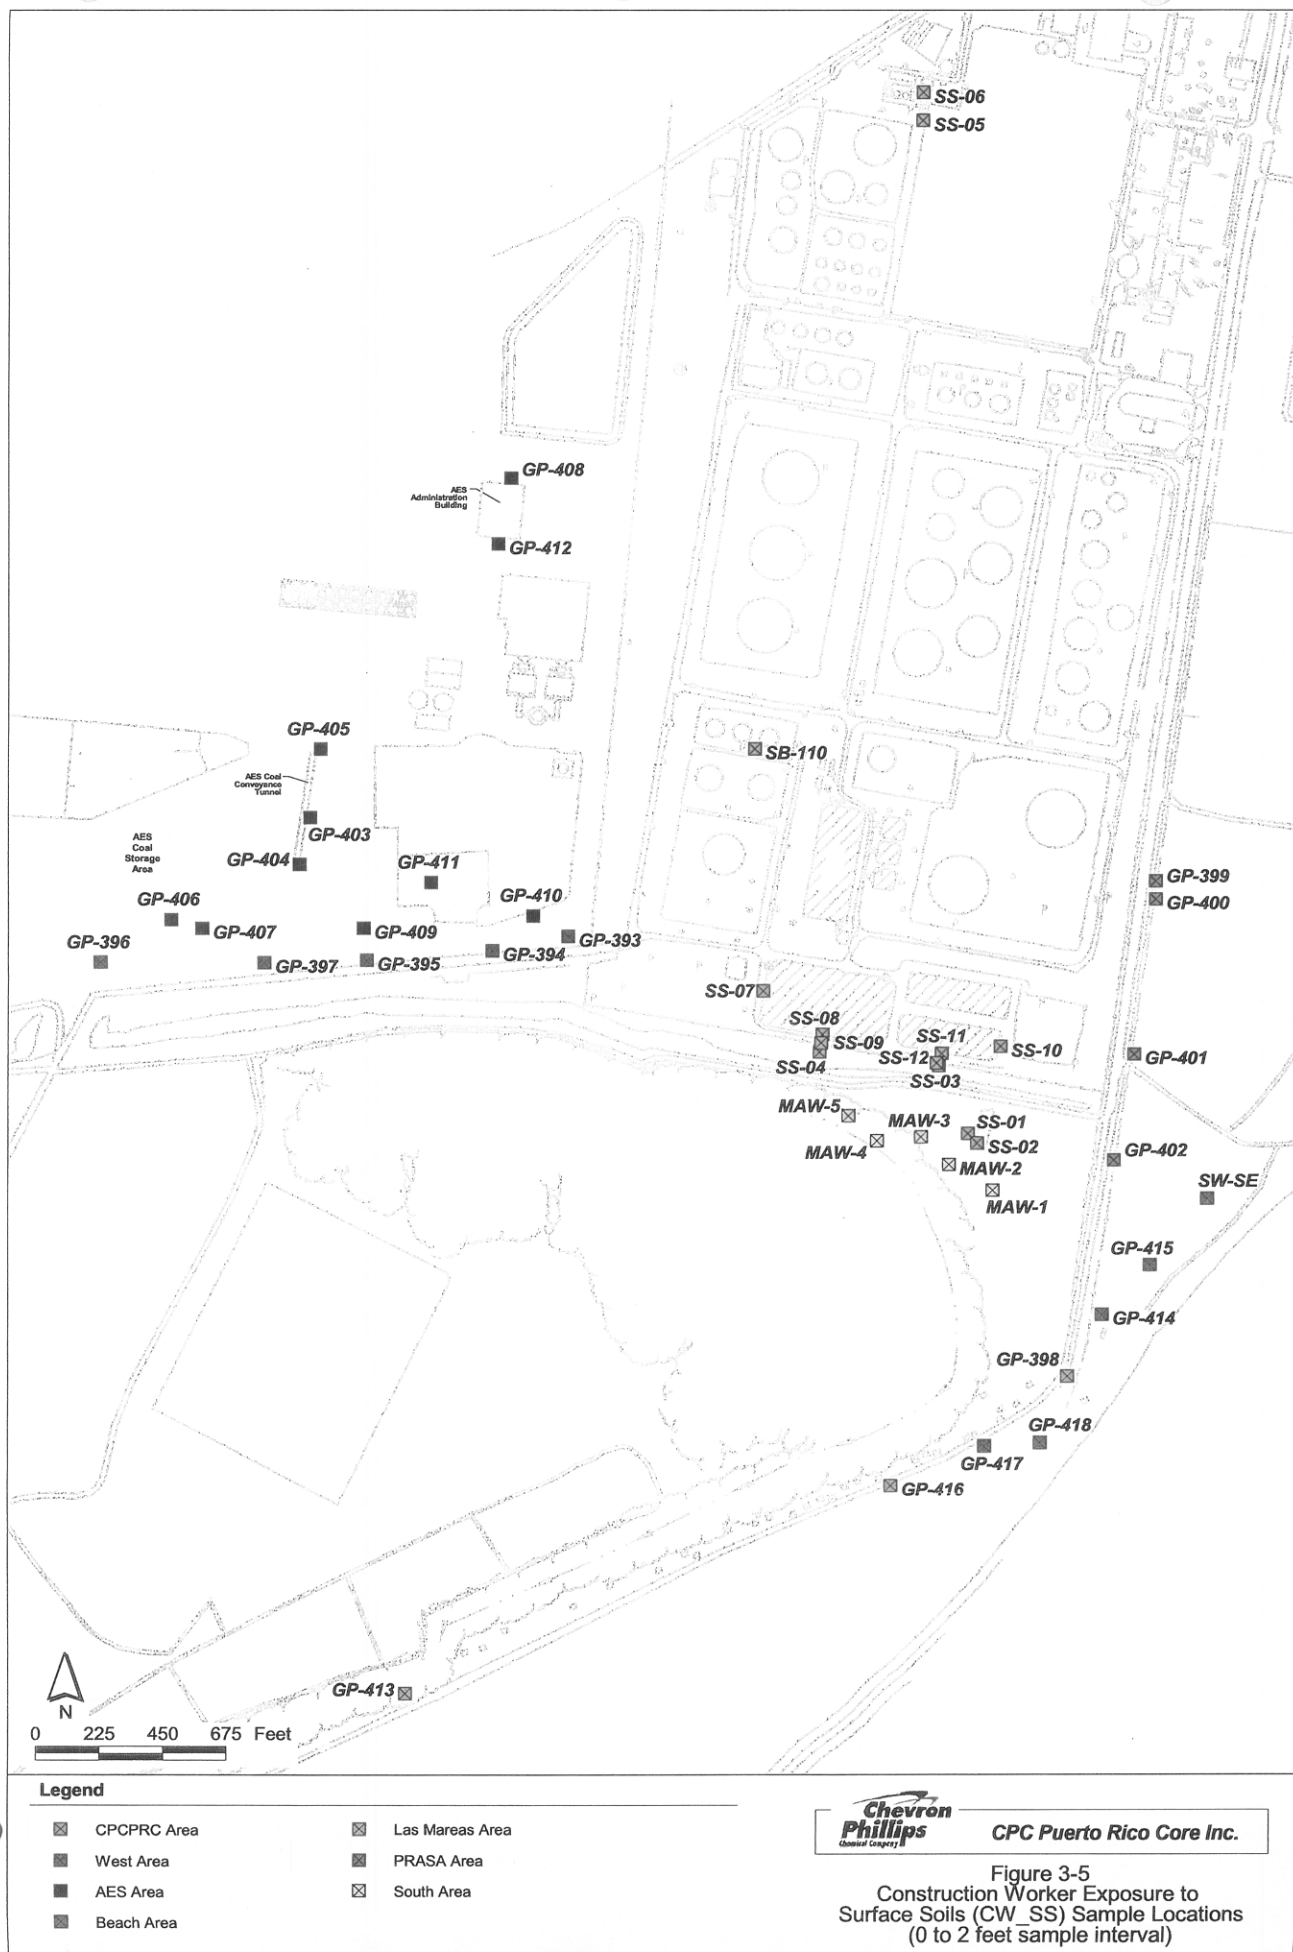 SS-06
SS-05
GP-408
AES
Administration
Building
GP-412
GP-405
AES Coal
Conveyance
Tunnel
SB-110
GP-403
AES
Coal
Storage
Area
GP-404
GP-411
GP-399
GP-400
GP-406
GP-410
GP-407
GP-409
GP-393
GP-396
GP-394
GP-397
GP-395
SS-07
SS-08
SS-09
SS-11
SS-10
SS-04
SS-12
SS-03
GP-401
MAW-5
MAW-3
SS-01
SS-02
MAW-4
MAW-2
GP-402
SW-SE
MAW-1
GP-415
GP-414
GP-398
GP-418
GP-417
GP-416
GP-413
N
0 225 450 675 Feet
Legend
CPCPRC Area
West Area
AES Area
Beach Area
Las Mareas Area
PRASA Area
South Area
Chevron
Phillips
Chemical Company
CPC Puerto Rico Core Inc.
Figure 3-5
Construction Worker Exposure to
Surface Soils (CW_SS) Sample Locations
(0 to 2 feet sample interval)